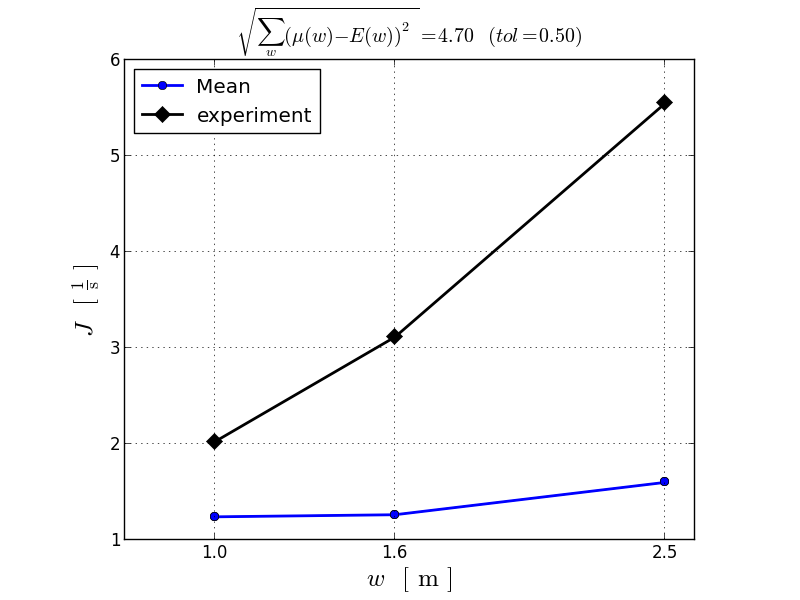 √∑_w(μ(w)−E(w))² =4.70 (tol=0.50)
6
Mean
experiment
5
4
J [ 1/s ]
3
2
1
1.0 1.6 2.5
w [ m ]